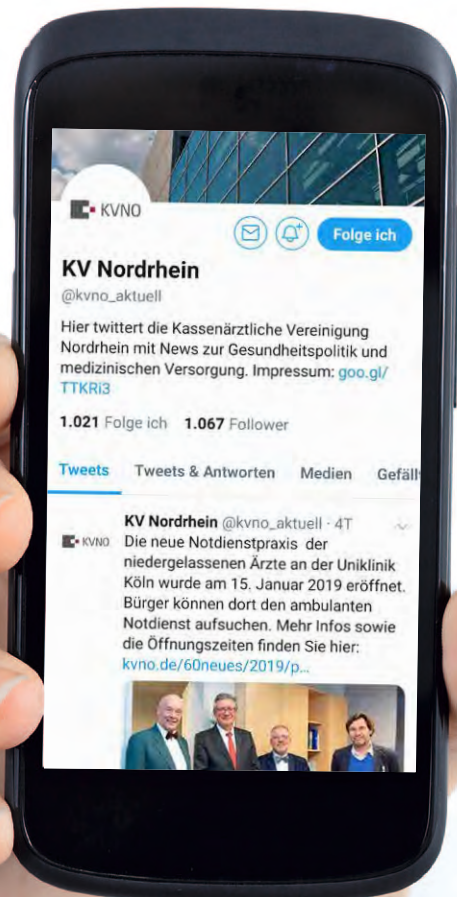 KVNO
Folge ich
KV Nordrhein
@kvno_aktuell
Hier twittert die Kassenärztliche Vereinigung
Nordrhein mit News zur Gesundheitspolitik und
medizinischen Versorgung. Impressum: goo.gl/
TTKRi3
1.021 Folge ich 1.067 Follower
Tweets Tweets & Antworten Medien Gefäll
KV Nordrhein @kvno_aktuell · 4T
KVNO
Die neue Notdienstpraxis der
niedergelassenen Ärzte an der Uniklinik
Köln wurde am 15. Januar 2019 eröffnet.
Bürger können dort den ambulanten
Notdienst aufsuchen. Mehr Infos sowie
die Öffnungszeiten finden Sie hier:
kvno.de/60neues/2019/p...